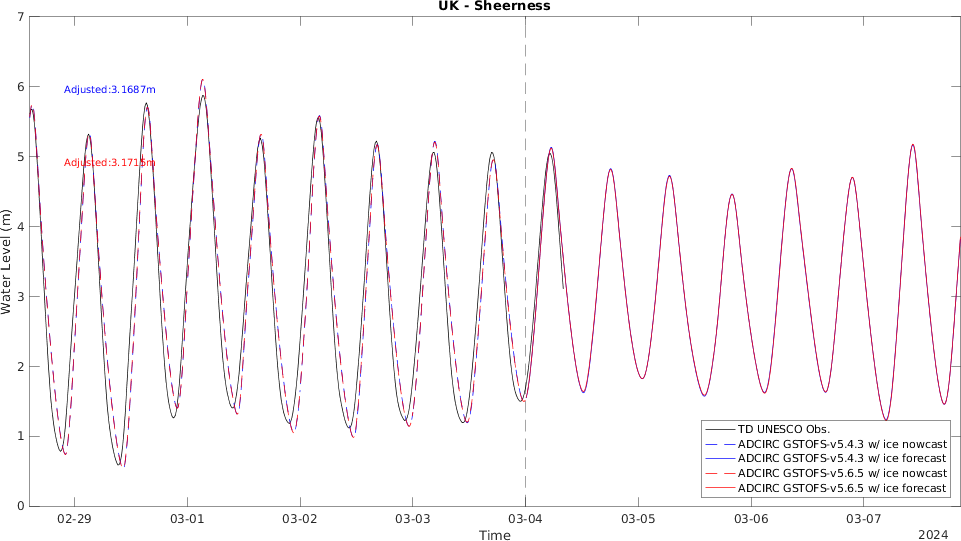 UK - Sheerness
7
6
5
4
3
2
1
0
Water Level (m)
Adjusted:3.1687m
Adjusted:3.1715m
TD UNESCO Obs.
ADCIRC GSTOFS-v5.4.3 w/ ice nowcast
ADCIRC GSTOFS-v5.4.3 w/ ice forecast
ADCIRC GSTOFS-v5.6.5 w/ ice nowcast
ADCIRC GSTOFS-v5.6.5 w/ ice forecast
02-29 03-01 03-02 03-03 03-04 03-05 03-06 03-07
Time
2024